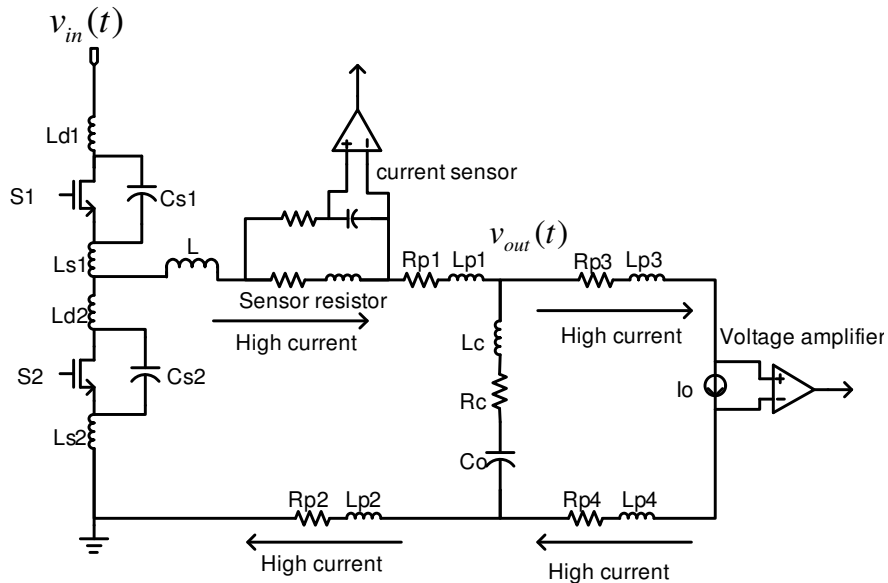 v_in(t)
Ld1
S1
Cs1
Ls1
L
Ld2
S2
Cs2
Ls2
+ −
current sensor
Sensor resistor
High current
Rp1 Lp1
v_out(t)
Rp3 Lp3
High current
Lc
Rc
Co
Voltage amplifier
Io
+
−
Rp2 Lp2
High current
Rp4 Lp4
High current